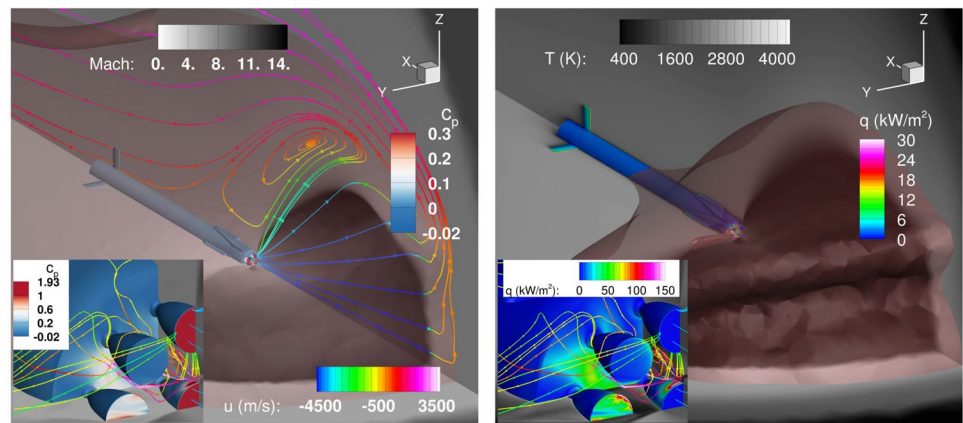 Mach: 0. 4. 8. 11. 14.
Z
X
Y
Cp
0.3
0.2
0.1
0
-0.02
Cp
1.93
1
0.6
0.2
-0.02
u (m/s): -4500 -500 3500
T (K): 400 1600 2800 4000
Z
X
Y
q (kW/m²)
30
24
18
12
6
0
q (kW/m²): 0 50 100 150